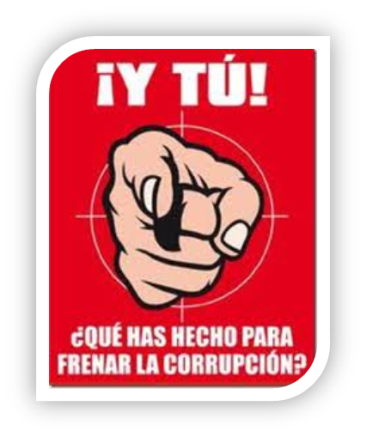 ¡Y TÚ!
¿QUÉ HAS HECHO PARA
FRENAR LA CORRUPCIÓN?